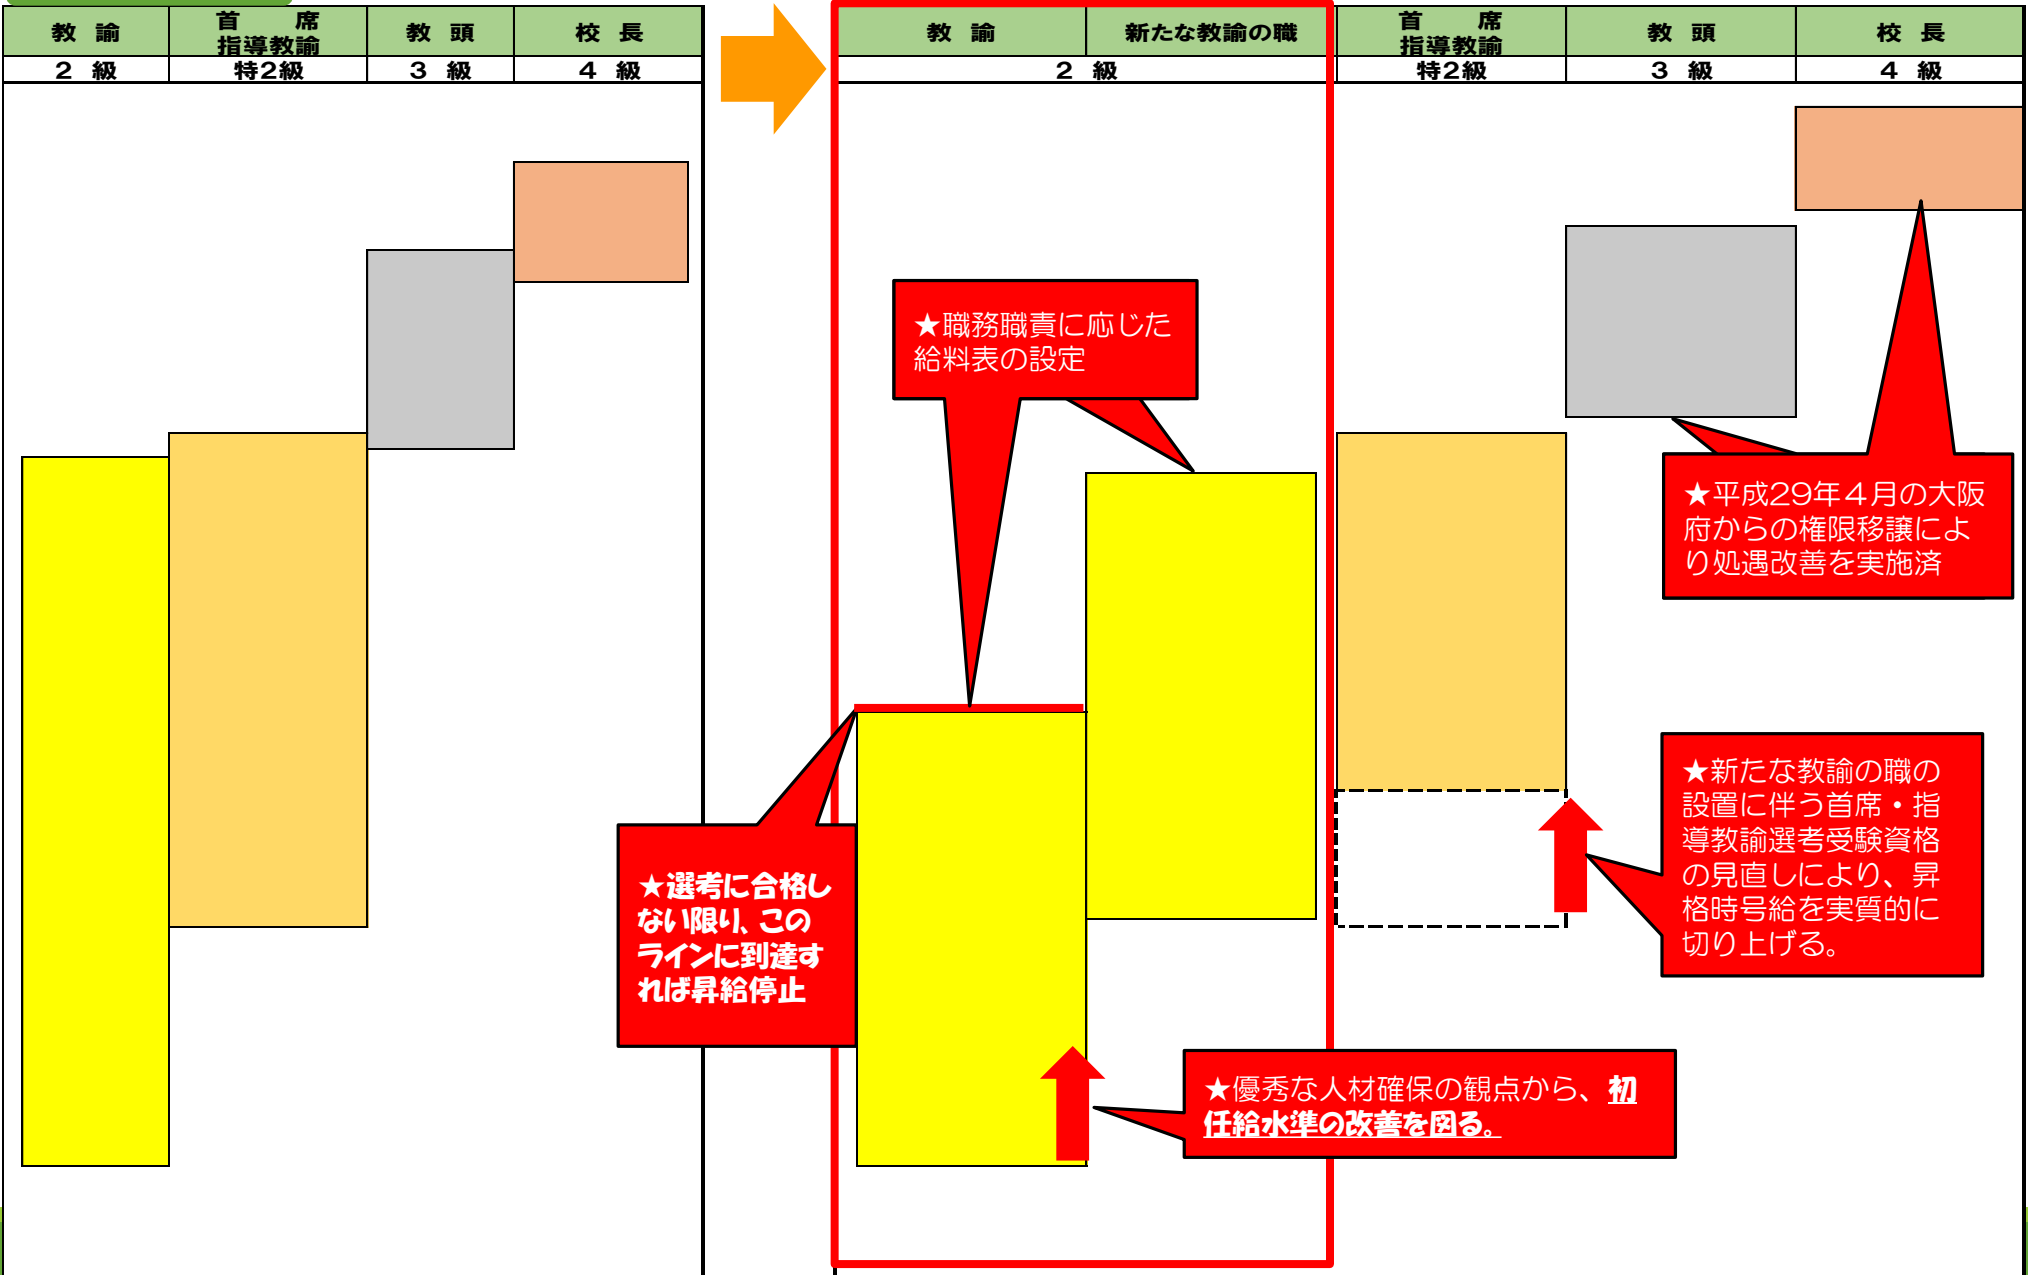 教 諭
首 席
指導教諭
教 頭
校 長
2 級
特2級
3 級
4 級
教 諭
新たな教諭の職
首 席
指導教諭
教 頭
校 長
2 級
特2級
3 級
4 級
★職務職責に応じた
給料表の設定
★平成29年4月の大阪
府からの権限移譲によ
り処遇改善を実施済
★新たな教諭の職の
設置に伴う首席・指
導教諭選考受験資格
の見直しにより、昇
格時号給を実質的に
切り上げる。
★選考に合格し
ない限り、この
ラインに到達す
れば昇給停止
★優秀な人材確保の観点から、初
任給水準の改善を図る。